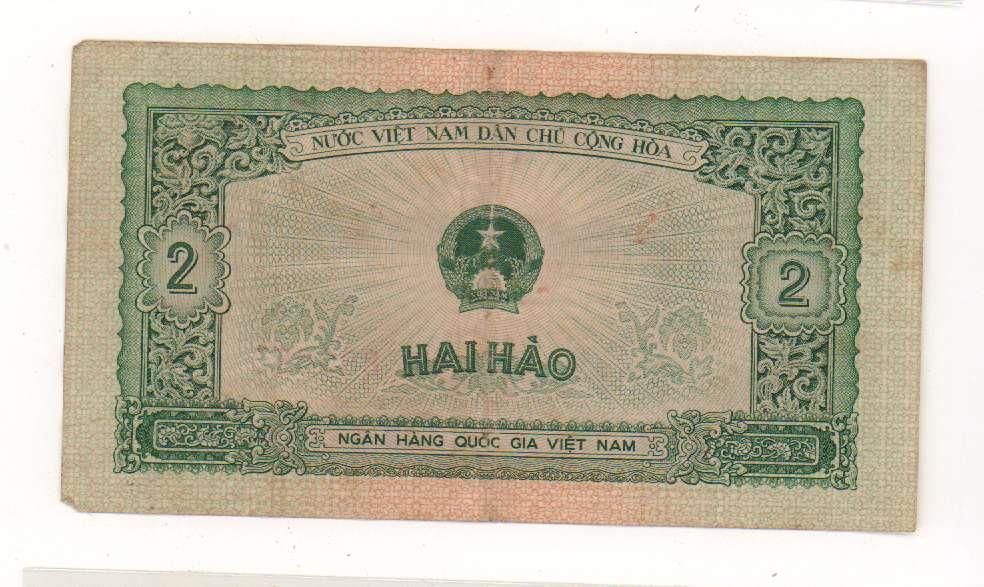 NƯỚC VIỆT NAM DÂN CHỦ CỘNG HÒA
2
2
HAI HÀO
NGÂN HÀNG QUỐC GIA VIỆT NAM